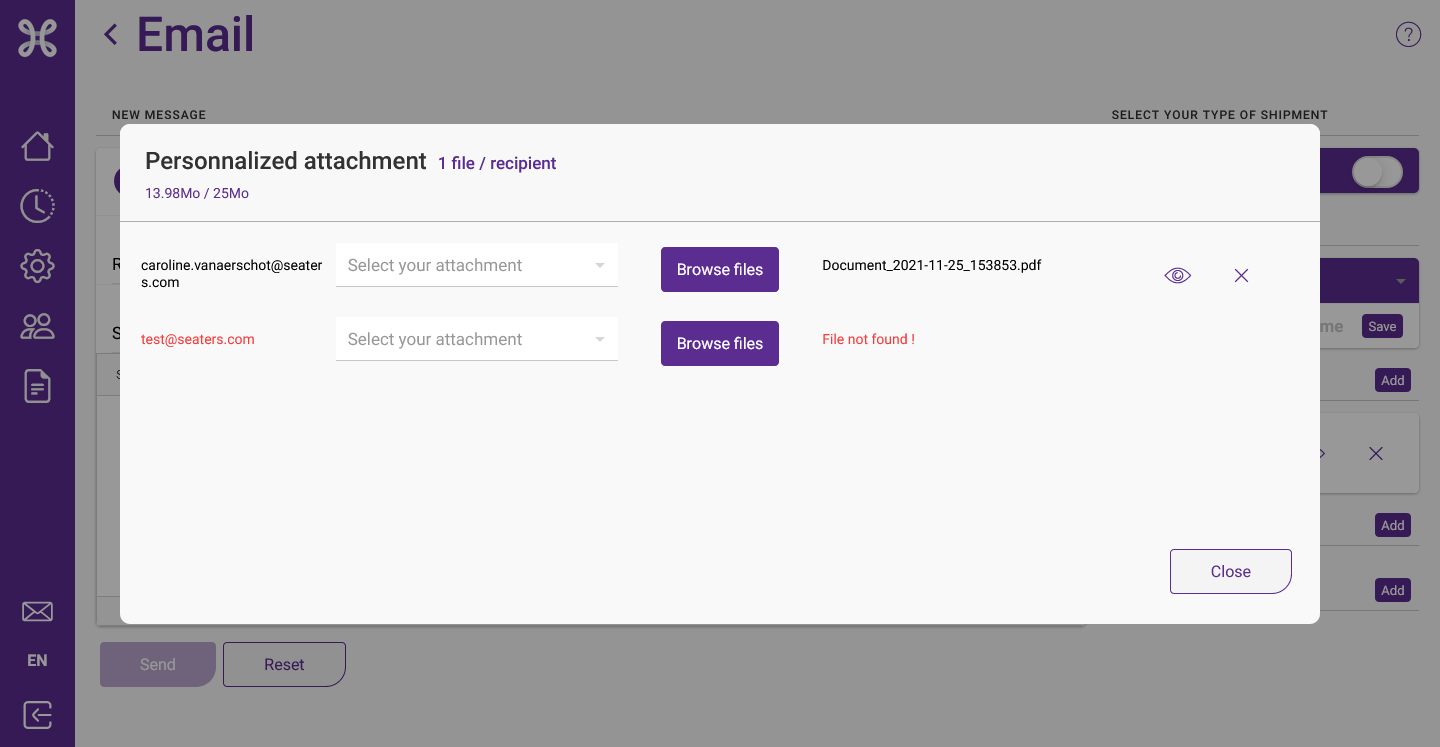 Email
?
NEW MESSAGE
SELECT YOUR TYPE OF SHIPMENT
Personnalized attachment 1 file / recipient
13.98Mo / 25Mo
caroline.vanaerschot@seater
s.com
Select your attachment
Browse files
Document_2021-11-25_153853.pdf
test@seaters.com
Select your attachment
Browse files
File not found !
Save
Add
Add
Add
Close
EN
Send
Reset